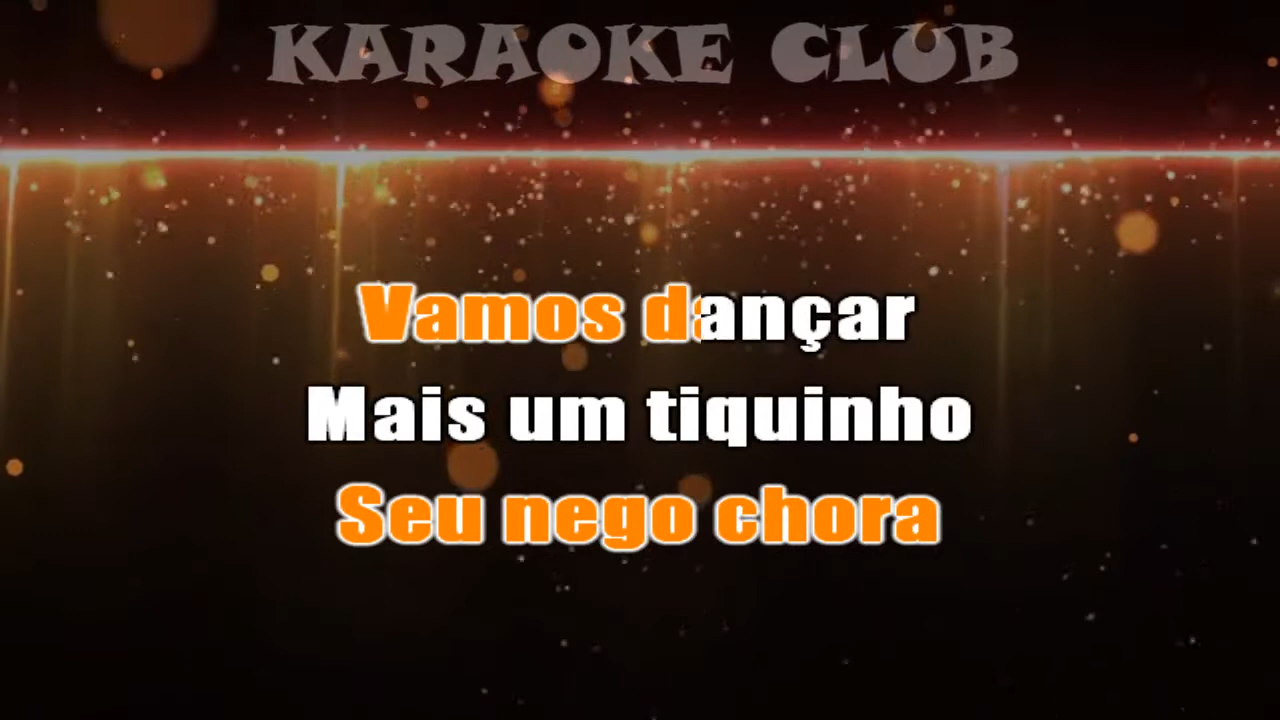 KARAOKE CLUB
Vamos dançar
Mais um tiquinho
Seu nego chora